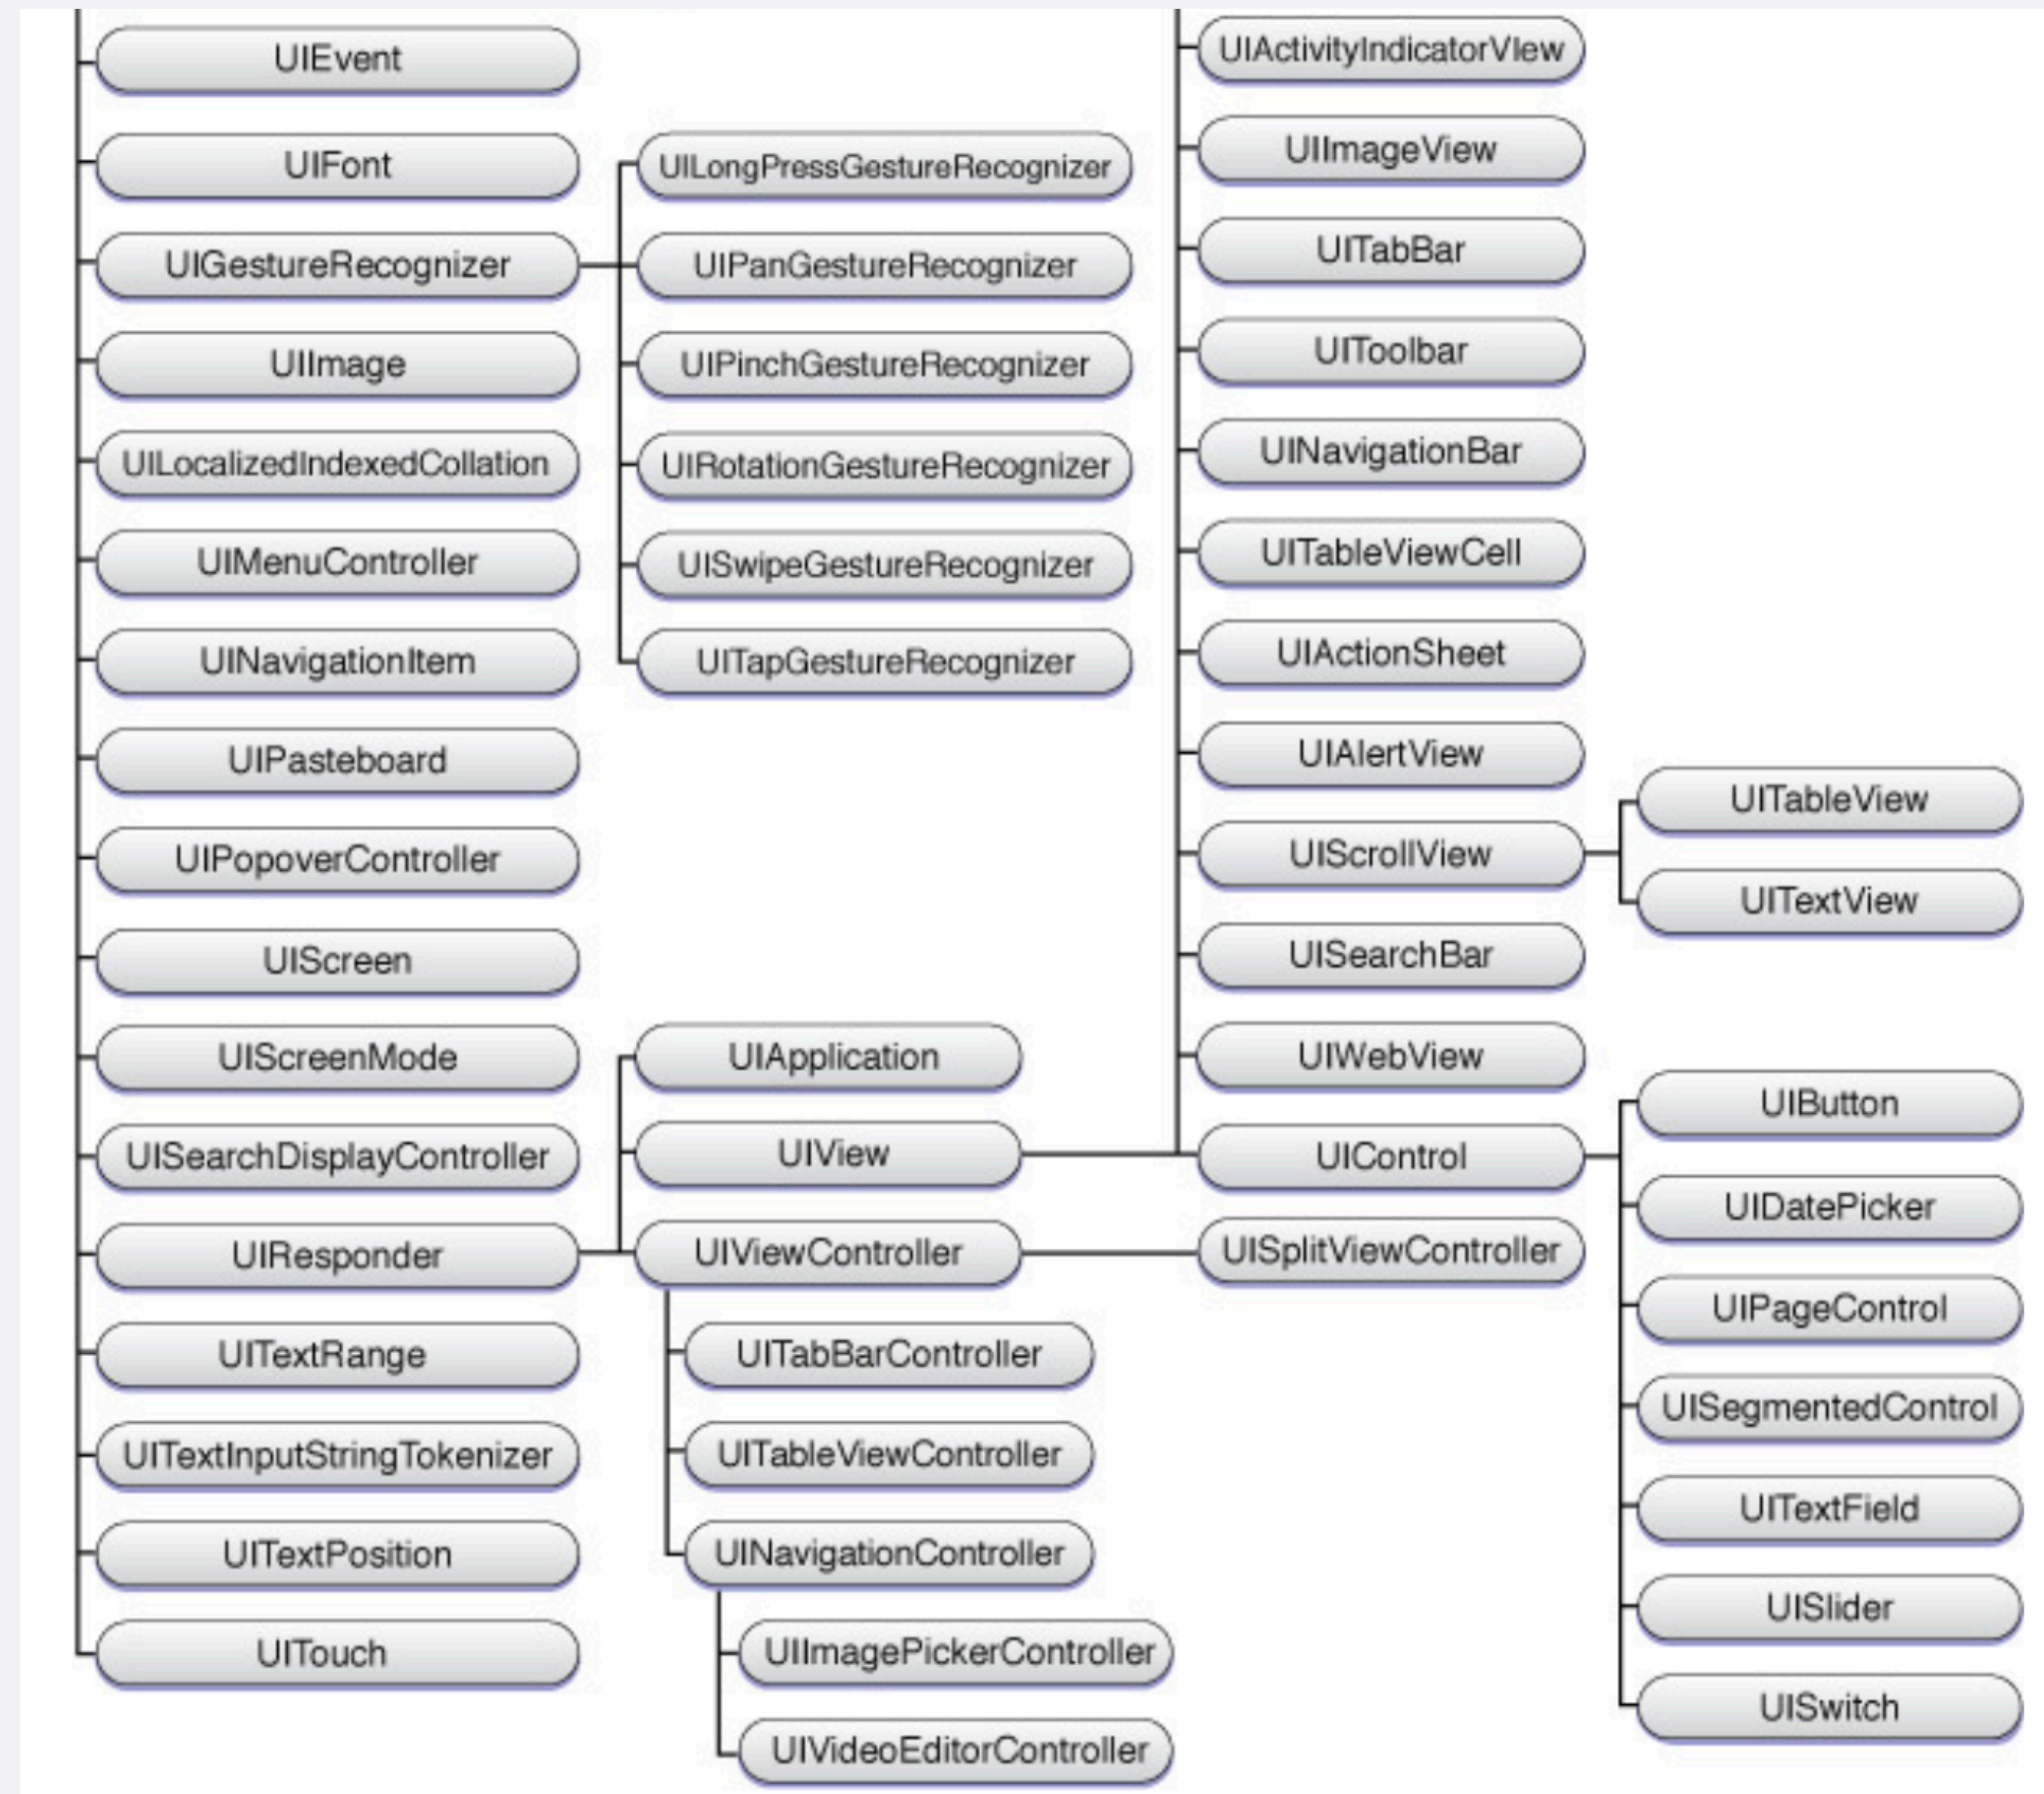 UIEvent
UIFont
UIGestureRecognizer
UIImage
UILocalizedIndexedCollation
UIMenuController
UINavigationItem
UIPasteboard
UIPopoverController
UIScreen
UIScreenMode
UISearchDisplayController
UIResponder
UITextRange
UITextInputStringTokenizer
UITextPosition
UITouch
UILongPressGestureRecognizer
UIPanGestureRecognizer
UIPinchGestureRecognizer
UIRotationGestureRecognizer
UISwipeGestureRecognizer
UITapGestureRecognizer
UIApplication
UIView
UIViewController
UITabBarController
UITableViewController
UINavigationController
UIImagePickerController
UIVideoEditorController
UIActivityIndicatorVIew
UIImageView
UITabBar
UIToolbar
UINavigationBar
UITableViewCell
UIActionSheet
UIAlertView
UIScrollView
UISearchBar
UIWebView
UIControl
UISplitViewController
UITableView
UITextView
UIButton
UIDatePicker
UIPageControl
UISegmentedControl
UITextField
UISlider
UISwitch